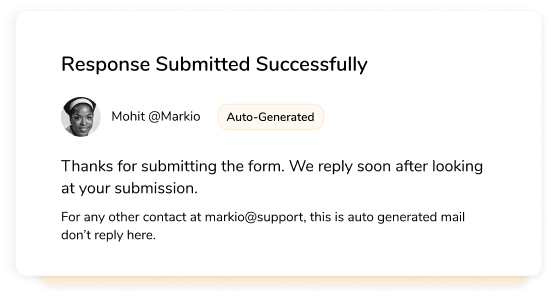 Response Submitted Successfully
Mohit @Markio Auto-Generated
Thanks for submitting the form. We reply soon after looking
at your submission.
For any other contact at markio@support, this is auto generated mail
don't reply here.